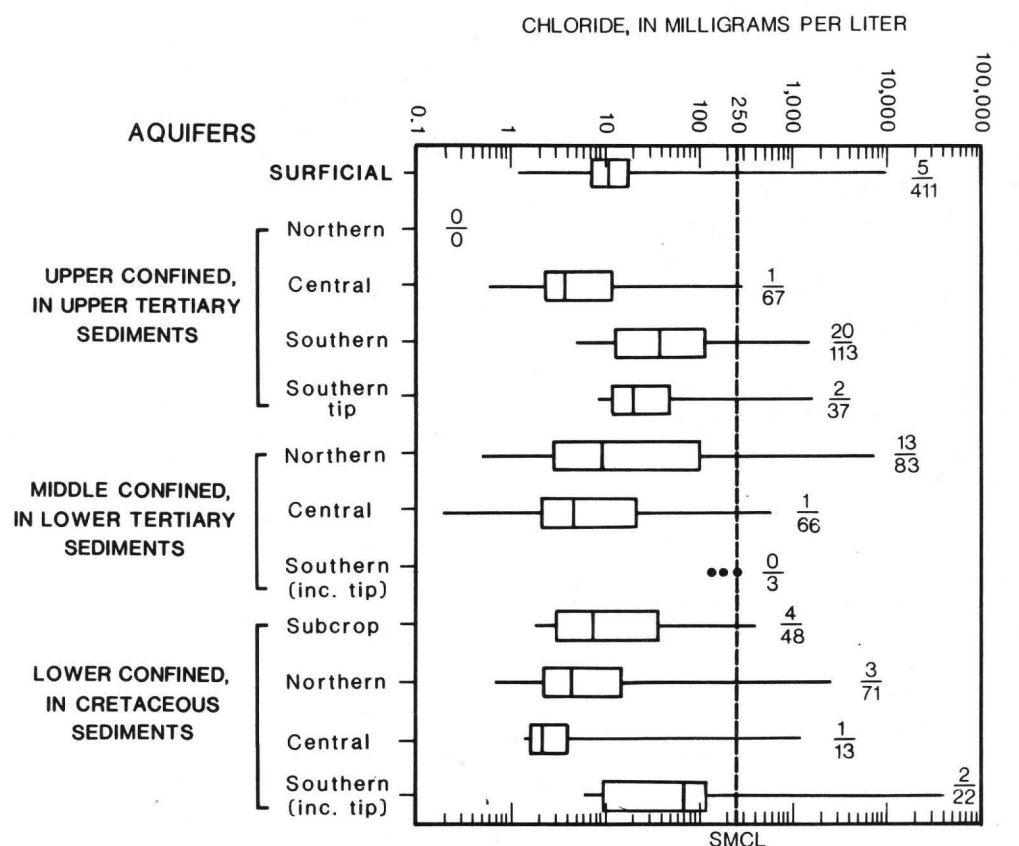 CHLORIDE, IN MILLIGRAMS PER LITER
0.1 1 10 100 250 1,000 10,000 100,000
AQUIFERS
SURFICIAL 5/411
Northern 0/0
UPPER CONFINED,
IN UPPER TERTIARY
SEDIMENTS
Central 1/67
Southern 20/113
Southern
tip 2/37
Northern 13/83
MIDDLE CONFINED,
IN LOWER TERTIARY
SEDIMENTS
Central 1/66
Southern
(inc. tip) 0/3
Subcrop 4/48
LOWER CONFINED,
IN CRETACEOUS
SEDIMENTS
Northern 3/71
Central 1/13
Southern
(inc. tip) 2/22
SMCL